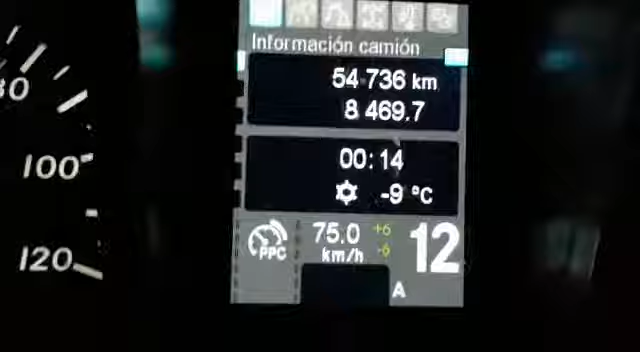 Información camión
54 736 km
8 469.7
00:14
-9 °C
PPC
75.0
km/h
+6
-6
12
A
100
120